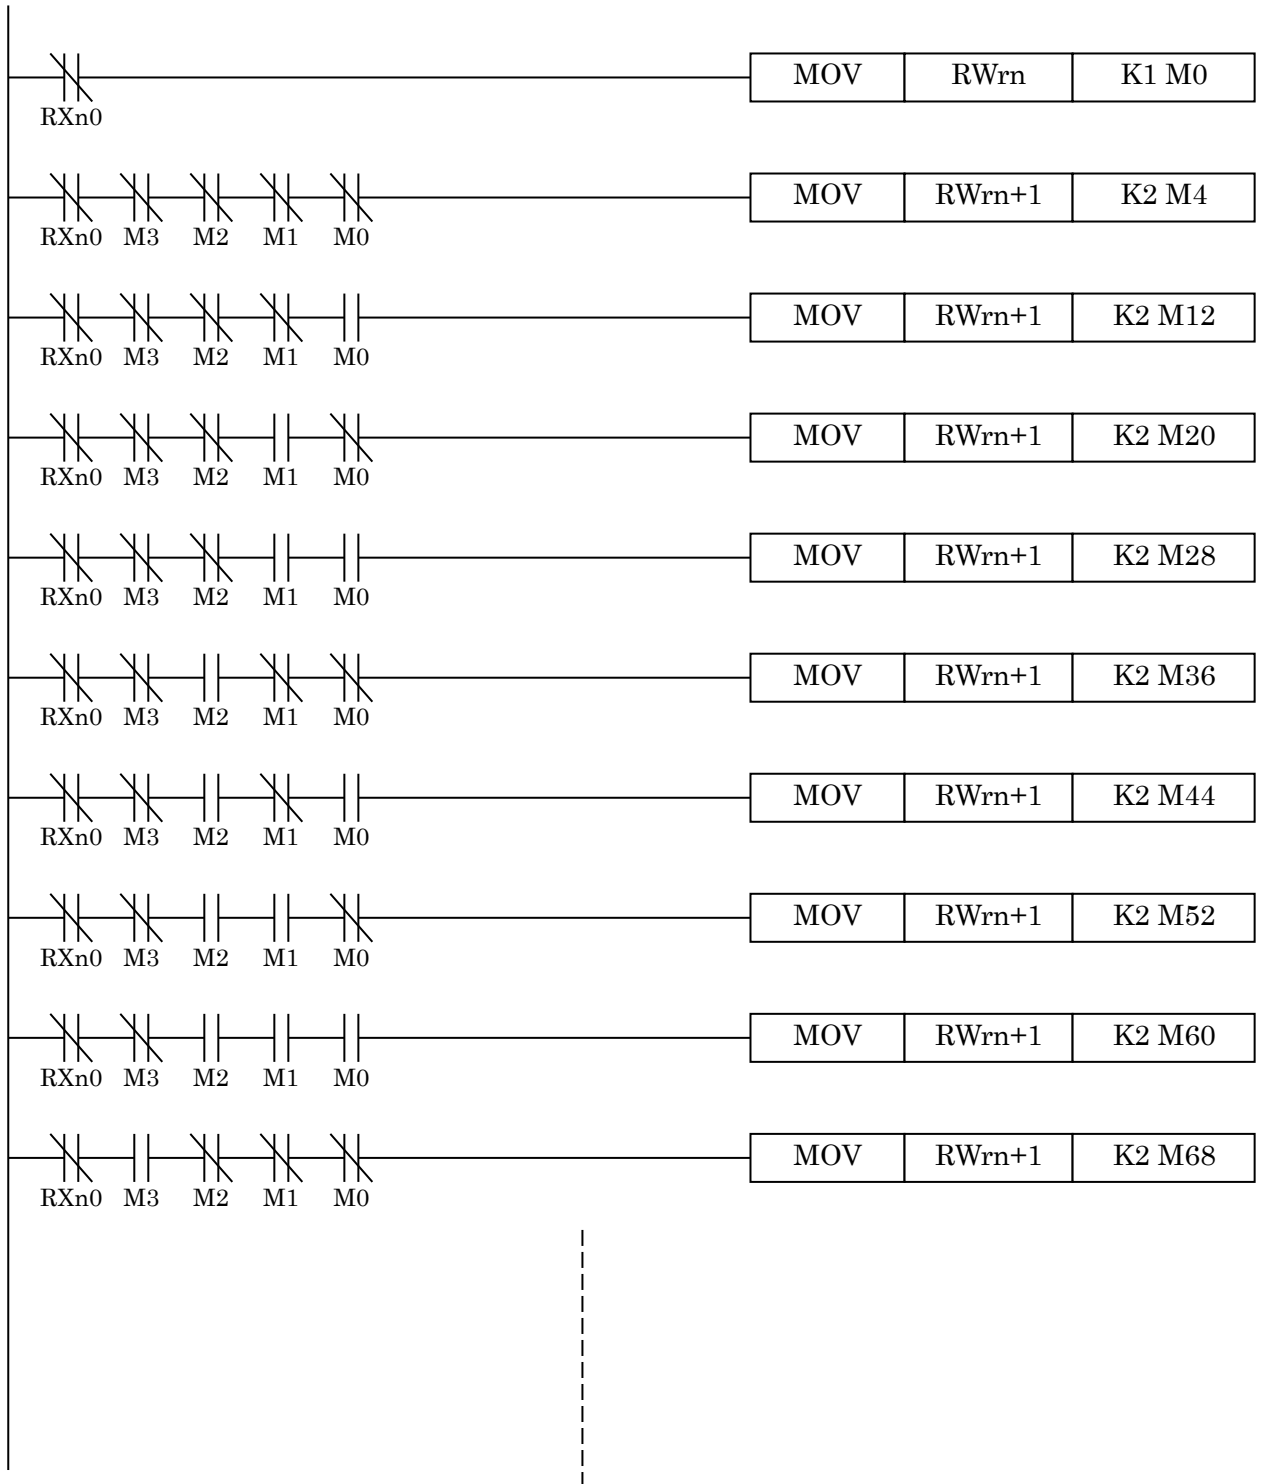 MOV RWrn K1 M0
RXn0
MOV RWrn+1 K2 M4
RXn0 M3 M2 M1 M0
MOV RWrn+1 K2 M12
RXn0 M3 M2 M1 M0
MOV RWrn+1 K2 M20
RXn0 M3 M2 M1 M0
MOV RWrn+1 K2 M28
RXn0 M3 M2 M1 M0
MOV RWrn+1 K2 M36
RXn0 M3 M2 M1 M0
MOV RWrn+1 K2 M44
RXn0 M3 M2 M1 M0
MOV RWrn+1 K2 M52
RXn0 M3 M2 M1 M0
MOV RWrn+1 K2 M60
RXn0 M3 M2 M1 M0
MOV RWrn+1 K2 M68
RXn0 M3 M2 M1 M0